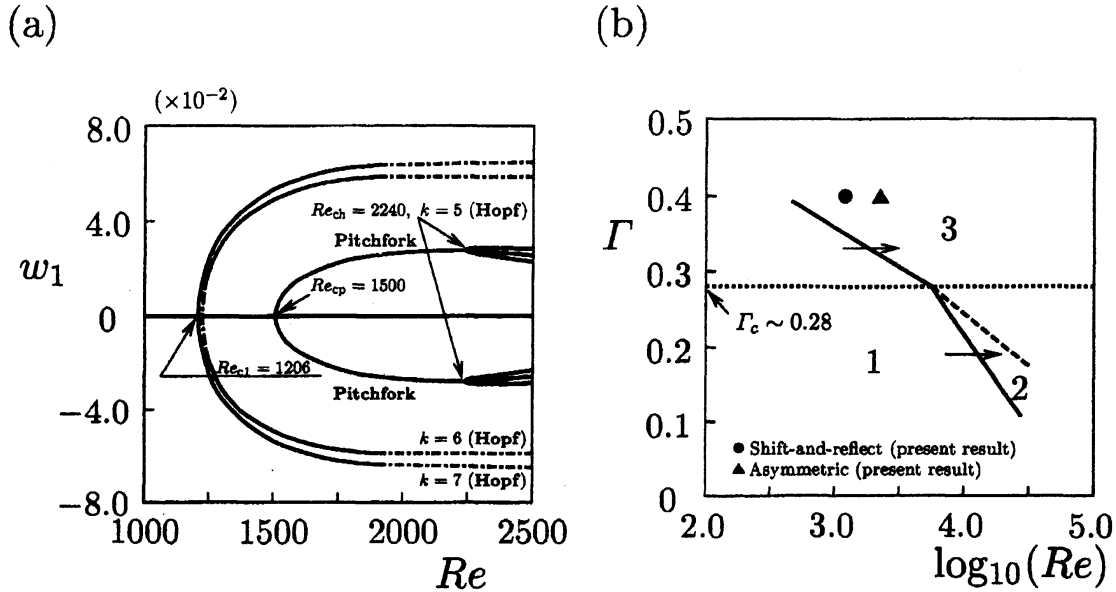 (a)
(×10⁻²)
8.0
4.0
0
−4.0
−8.0
w₁
Re_ch = 2240, k = 5 (Hopf)
Pitchfork
Re_cp = 1500
Re_c1 = 1206
Pitchfork
k = 6 (Hopf)
k = 7 (Hopf)
1000
1500
2000
2500
Re
(b)
0.5
0.4
0.3
0.2
0.1
0
Γ
3
Γ_c ∼ 0.28
1
2
● Shift-and-reflect (present result)
▲ Asymmetric (present result)
2.0
3.0
4.0
5.0
log₁₀(Re)